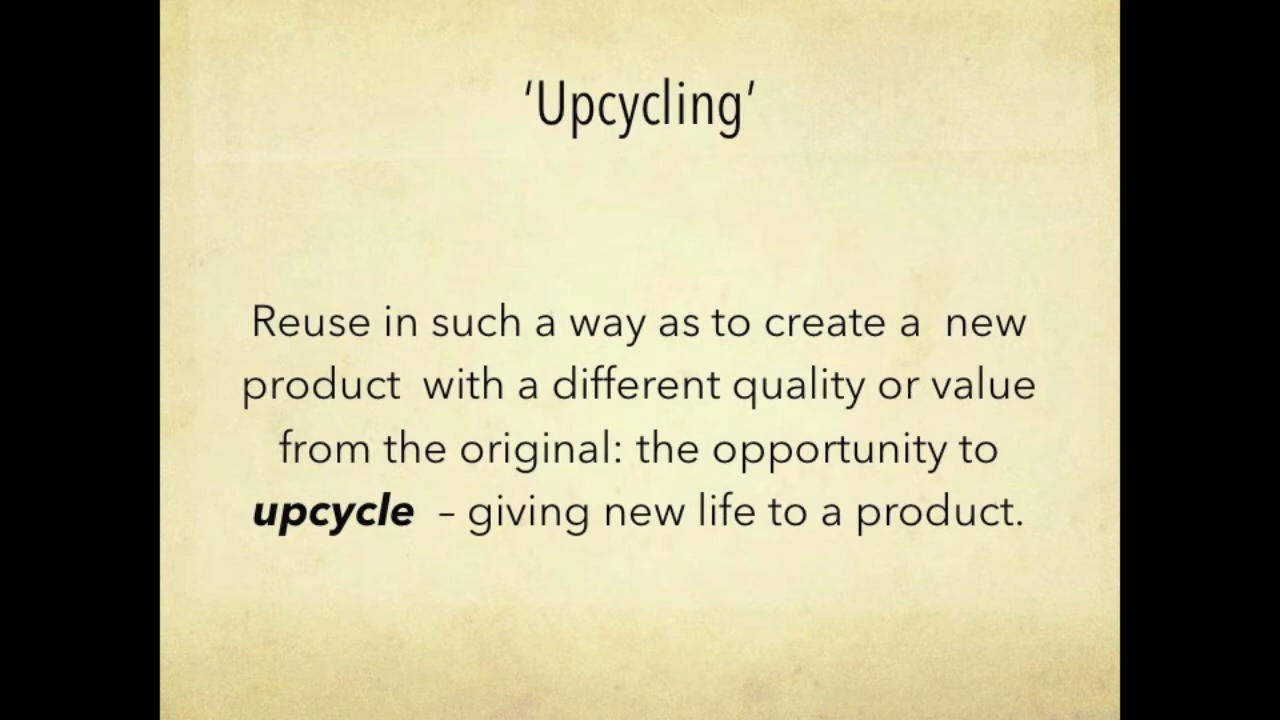 ‘Upcycling’
Reuse in such a way as to create a  new
product  with a different quality or value
from the original: the opportunity to
upcycle  – giving new life to a product.